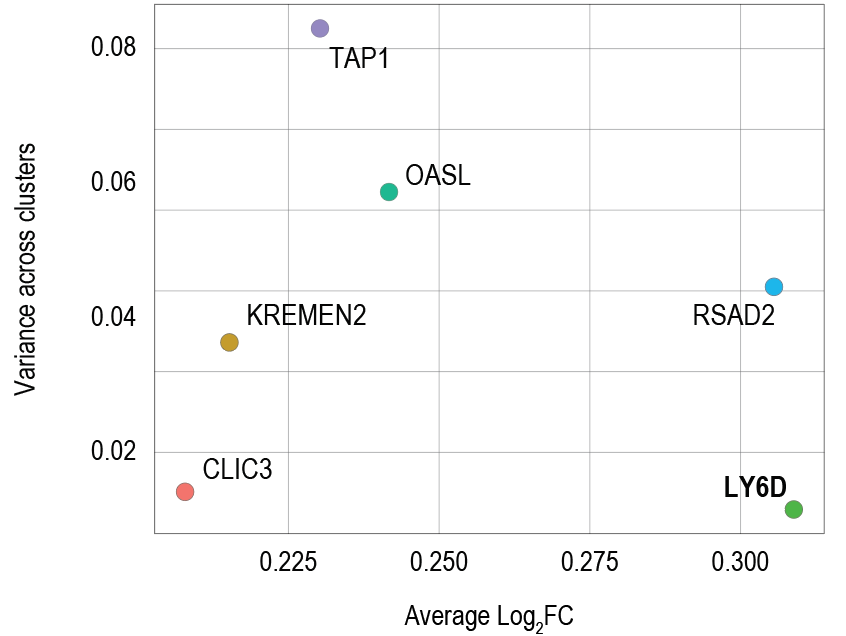 0.08
TAP1
OASL
0.06
KREMEN2
0.04
RSAD2
CLIC3
0.02
LY6D
0.225 0.250 0.275 0.300
Average Log2FC
Variance across clusters